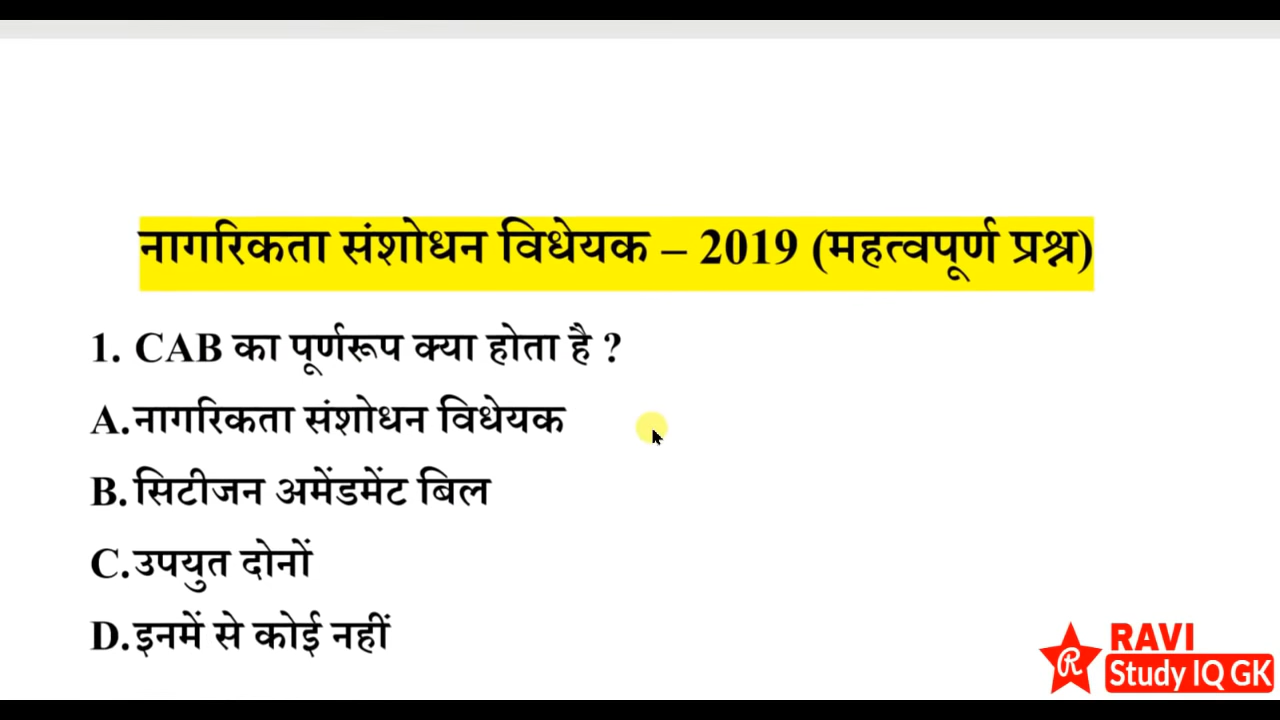 नागरिकता संशोधन विधेयक – 2019 (महत्वपूर्ण प्रश्न)
1. CAB का पूर्णरूप क्या होता है ?
A.नागरिकता संशोधन विधेयक
B.सिटीजन अमेंडमेंट बिल
C.उपयुत दोनों
D.इनमें से कोई नहीं
R
RAVI
Study IQ GK